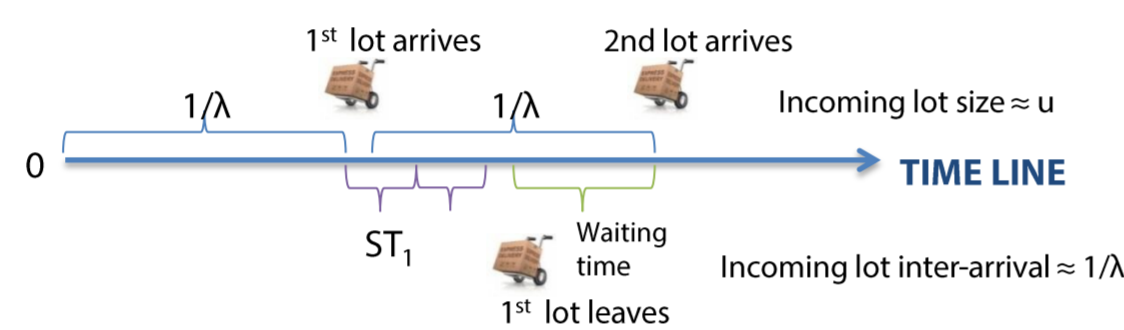 1st lot arrives
2nd lot arrives
1/λ
1/λ
Incoming lot size ≈ u
0
TIME LINE
ST1
Waiting
time
Incoming lot inter-arrival ≈ 1/λ
1st lot leaves